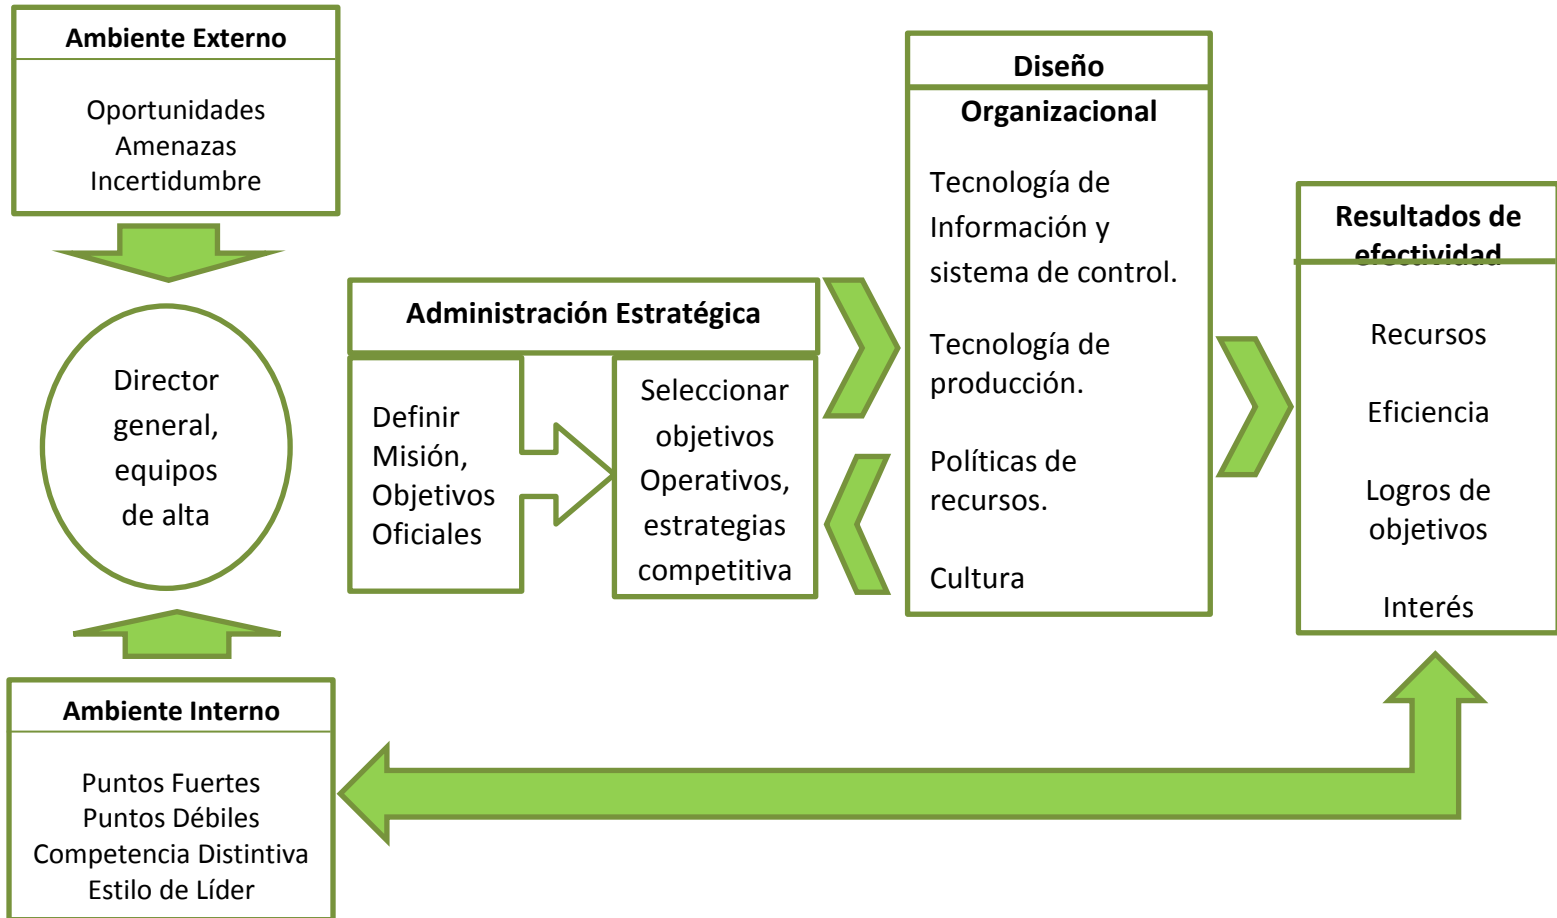 Ambiente Externo
Oportunidades
Amenazas
Incertidumbre
Director
general,
equipos
de alta
Ambiente Interno
Puntos Fuertes
Puntos Débiles
Competencia Distintiva
Estilo de Líder
Administración Estratégica
Definir
Misión,
Objetivos
Oficiales
Seleccionar
objetivos
Operativos,
estrategias
competitiva
Diseño
Organizacional
Tecnología de
Información y
sistema de control.
Tecnología de
producción.
Políticas de
recursos.
Cultura
Resultados de
efectividad
Recursos
Eficiencia
Logros de
objetivos
Interés